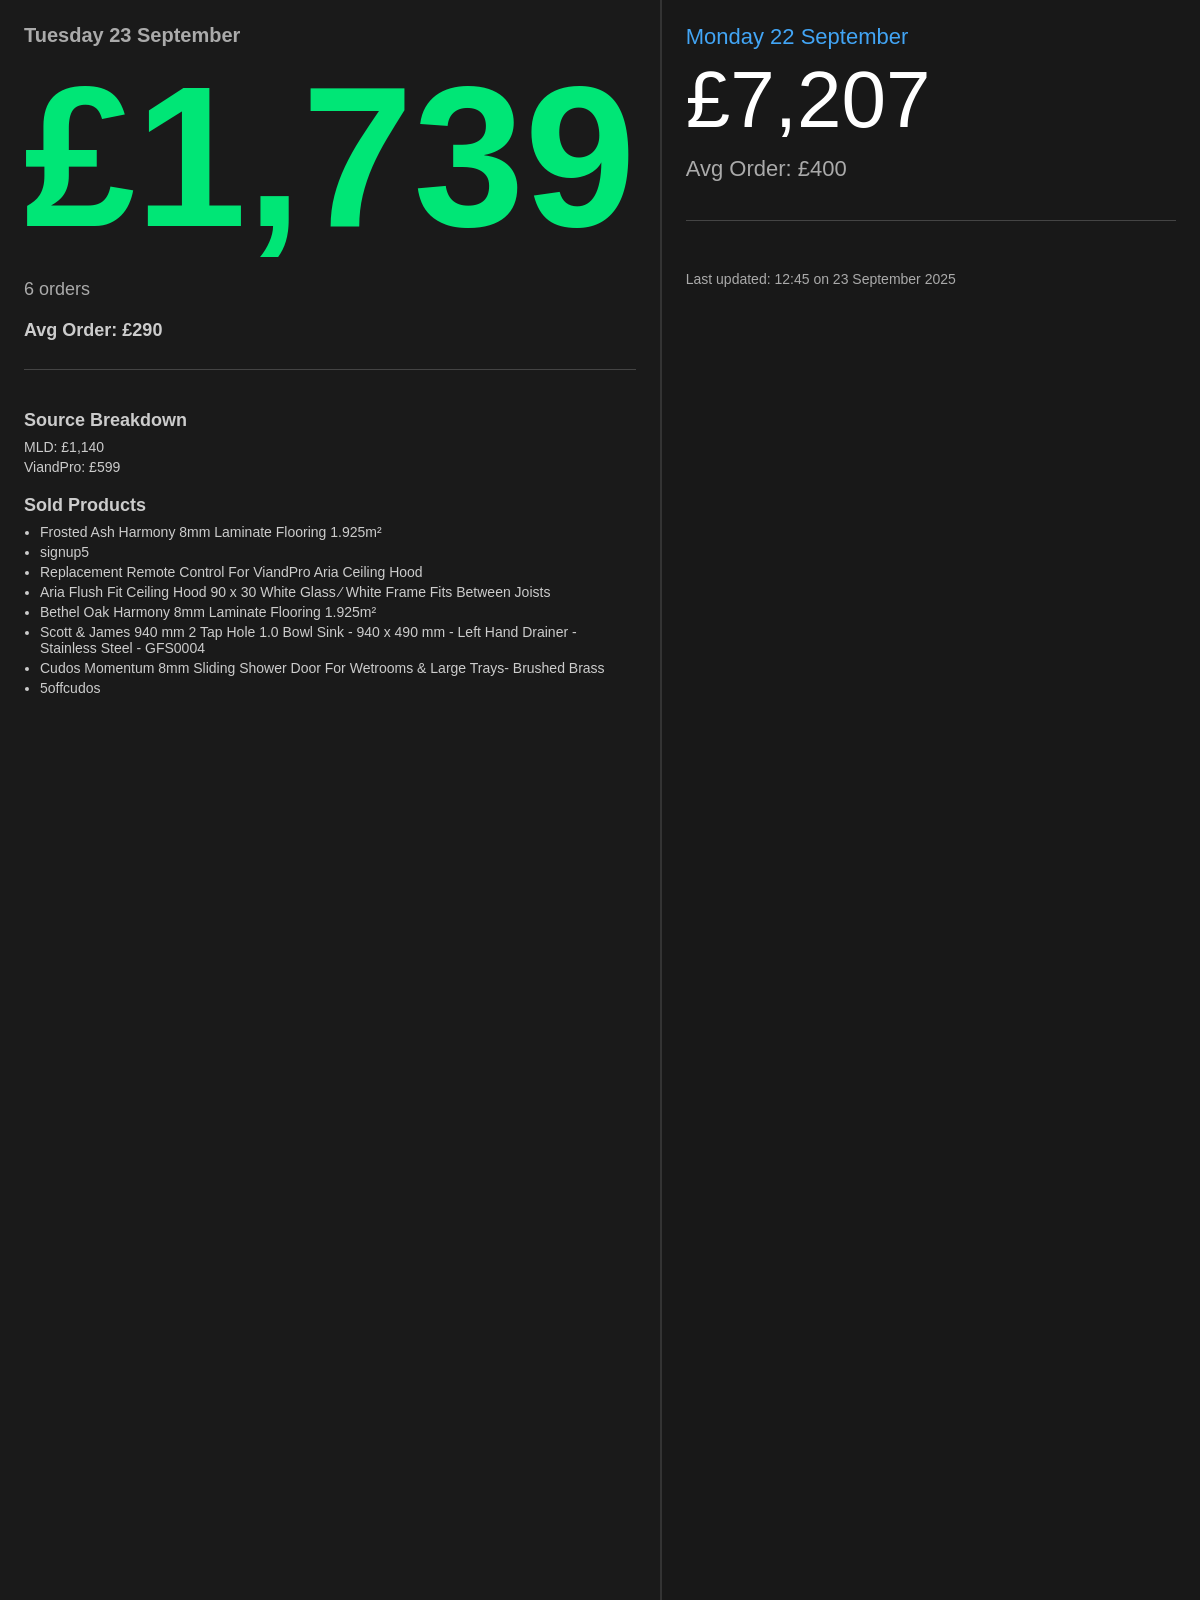 Tuesday 23 September
£1,739
6 orders
Avg Order: £290
Source Breakdown
MLD: £1,140
ViandPro: £599
Sold Products
• Frosted Ash Harmony 8mm Laminate Flooring 1.925m²
• signup5
• Replacement Remote Control For ViandPro Aria Ceiling Hood
• Aria Flush Fit Ceiling Hood 90 x 30 White Glass ⁄ White Frame Fits Between Joists
• Bethel Oak Harmony 8mm Laminate Flooring 1.925m²
• Scott & James 940 mm 2 Tap Hole 1.0 Bowl Sink - 940 x 490 mm - Left Hand Drainer -
Stainless Steel - GFS0004
• Cudos Momentum 8mm Sliding Shower Door For Wetrooms & Large Trays- Brushed Brass
• 5offcudos
Monday 22 September
£7,207
Avg Order: £400
Last updated: 12:45 on 23 September 2025